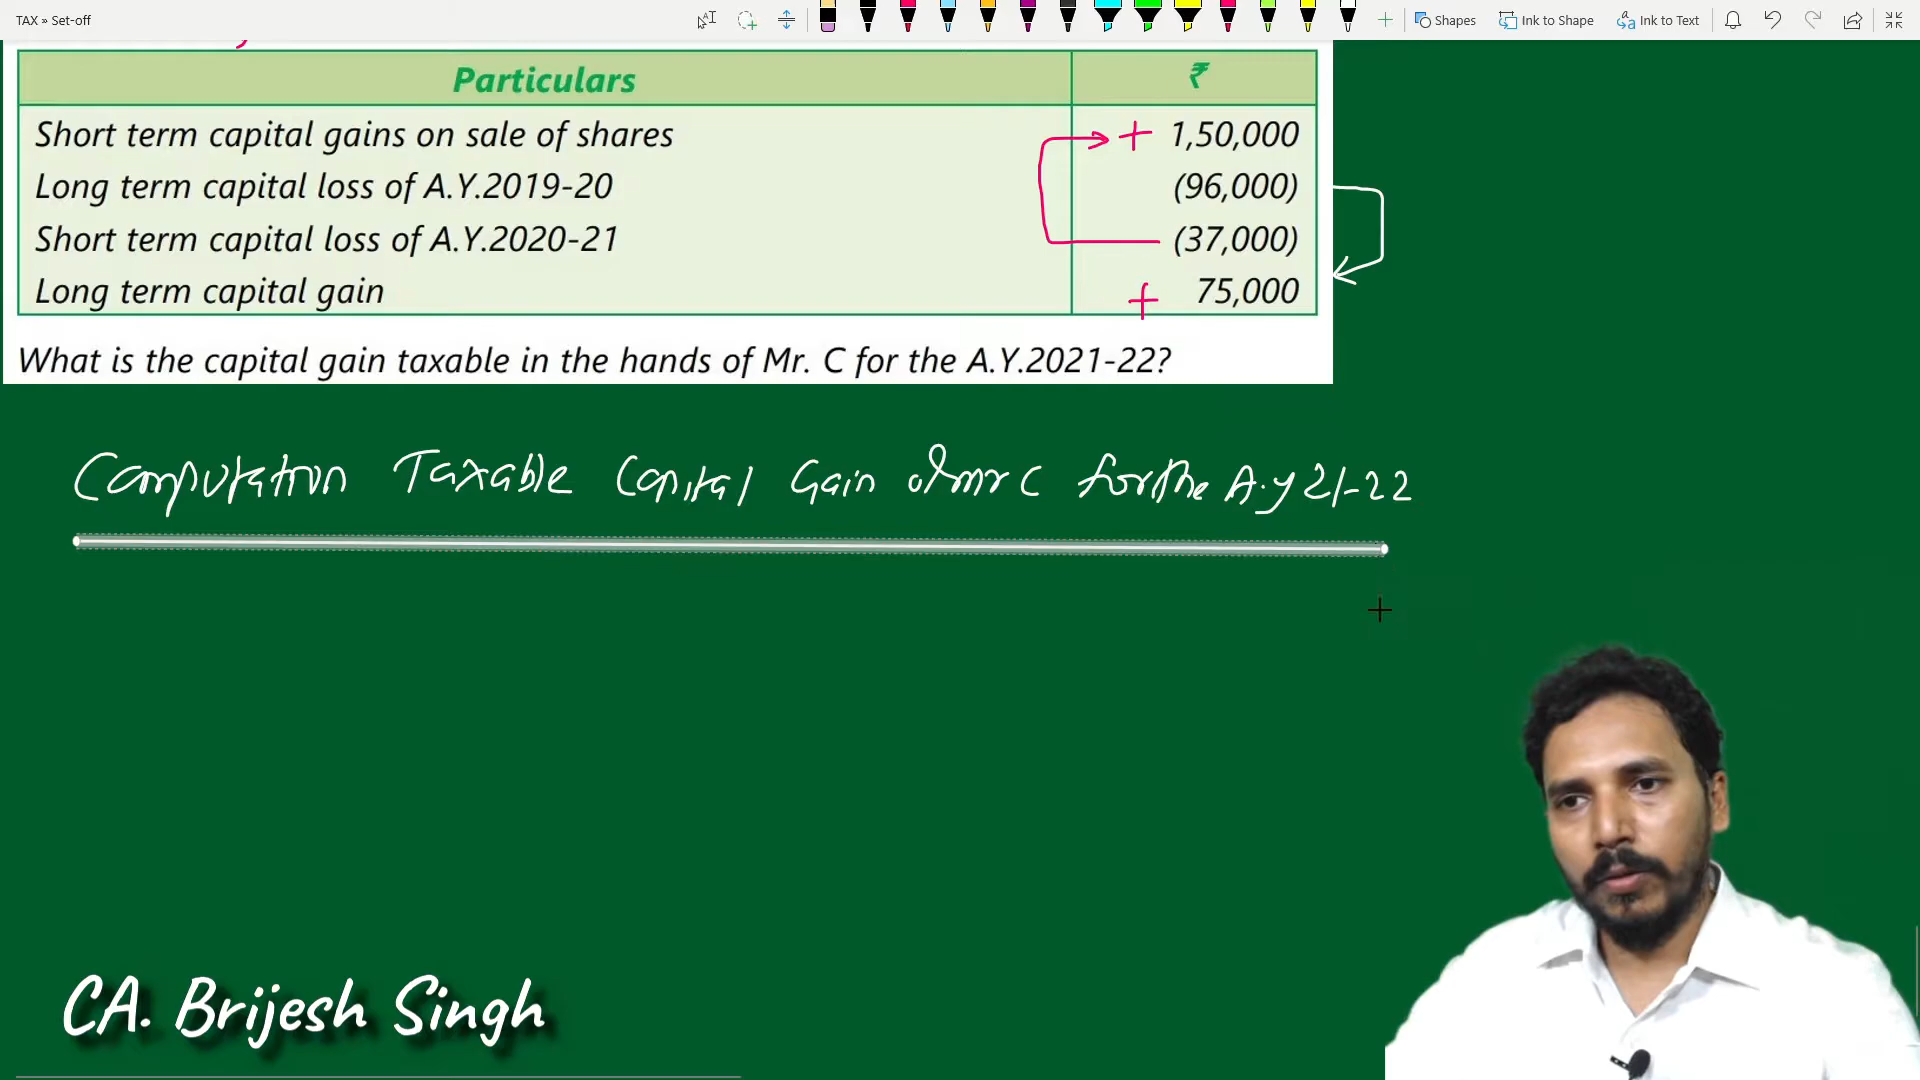 TAX » Set-off
Shapes
Ink to Shape
Ink to Text
Particulars ₹
Short term capital gains on sale of shares + 1,50,000
Long term capital loss of A.Y.2019-20 (96,000)
Short term capital loss of A.Y.2020-21 (37,000)
Long term capital gain + 75,000
What is the capital gain taxable in the hands of Mr. C for the A.Y.2021-22?
Computation Taxable Capital Gain of mr C for the A.y 21-22
CA. Brijesh Singh